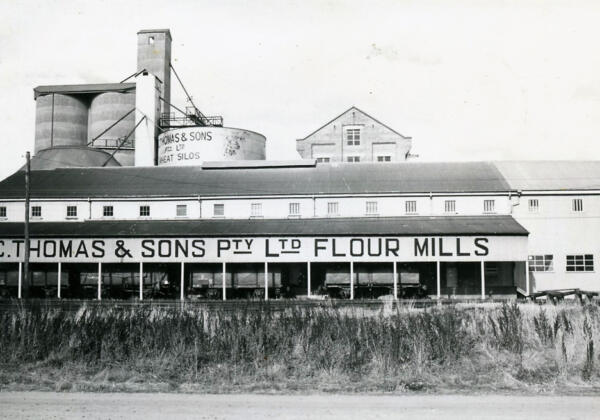 THOMAS & SONS
PTY LTD
WHEAT SILOS
C. THOMAS & SONS PTY LTD FLOUR MILLS